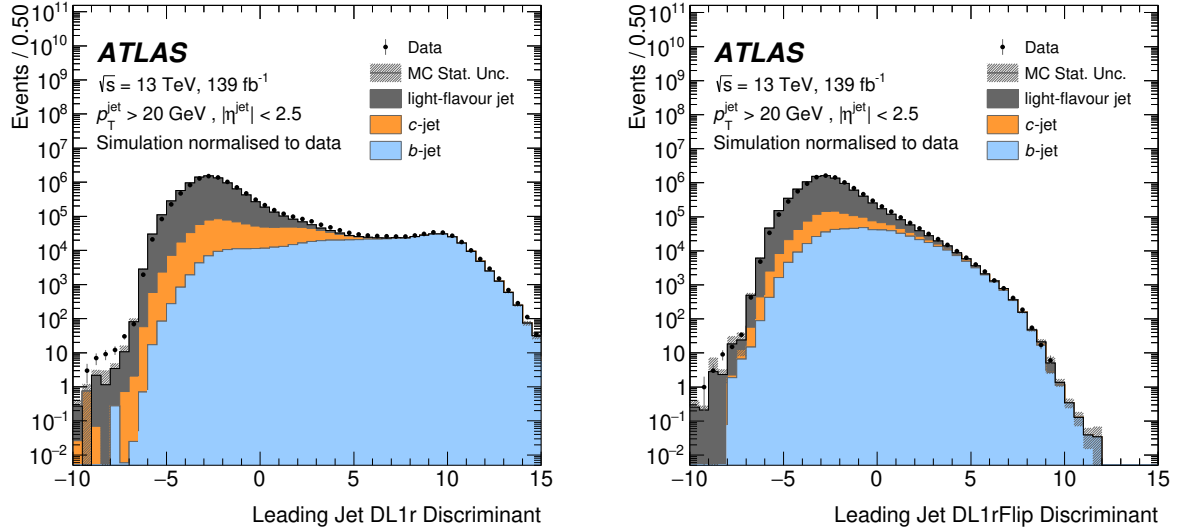 Events / 0.50
10¹¹
10¹⁰
10⁹
10⁸
10⁷
10⁶
10⁵
10⁴
10³
10²
10
1
10⁻¹
10⁻²
ATLAS
√s = 13 TeV, 139 fb⁻¹
p_T^jet > 20 GeV , |η^jet| < 2.5
Simulation normalised to data
Data
MC Stat. Unc.
light-flavour jet
c-jet
b-jet
−10 −5 0 5 10 15
Leading Jet DL1r Discriminant
Events / 0.50
10¹¹
10¹⁰
10⁹
10⁸
10⁷
10⁶
10⁵
10⁴
10³
10²
10
1
10⁻¹
10⁻²
ATLAS
√s = 13 TeV, 139 fb⁻¹
p_T^jet > 20 GeV , |η^jet| < 2.5
Simulation normalised to data
Data
MC Stat. Unc.
light-flavour jet
c-jet
b-jet
−10 −5 0 5 10 15
Leading Jet DL1rFlip Discriminant